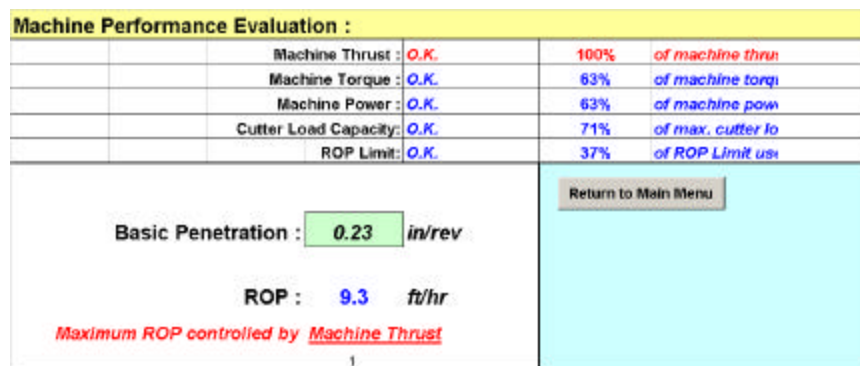 Machine Performance Evaluation :
Machine Thrust : O.K. 100% of machine thrus
Machine Torque : O.K. 63% of machine torq
Machine Power : O.K. 63% of machine pow
Cutter Load Capacity: O.K. 71% of max. cutter lo
ROP Limit: O.K. 37% of ROP Limit use
Return to Main Menu
Basic Penetration : 0.23 in/rev
ROP : 9.3 ft/hr
Maximum ROP controlled by Machine Thrust
1